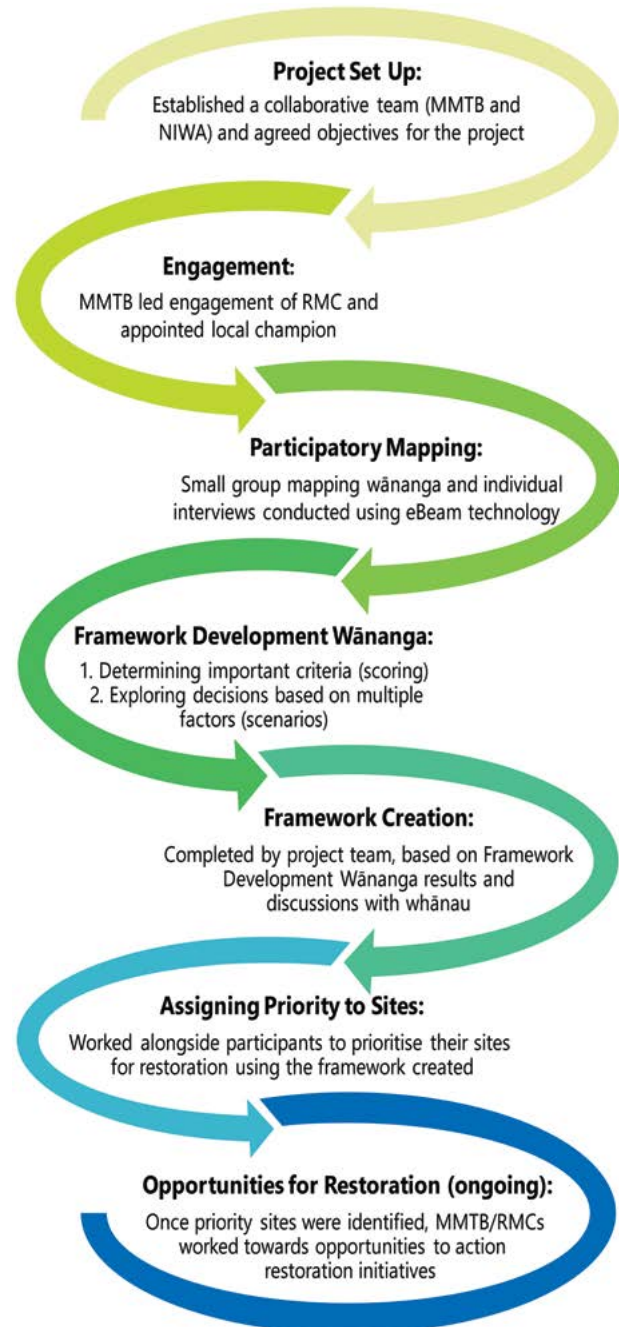 Project Set Up:
Established a collaborative team (MMTB and
NIWA) and agreed objectives for the project
Engagement:
MMTB led engagement of RMC and
appointed local champion
Participatory Mapping:
Small group mapping wānanga and individual
interviews conducted using eBeam technology
Framework Development Wānanga:
1. Determining important criteria (scoring)
2. Exploring decisions based on multiple
factors (scenarios)
Framework Creation:
Completed by project team, based on Framework
Development Wānanga results and
discussions with whānau
Assigning Priority to Sites:
Worked alongside participants to prioritise their sites
for restoration using the framework created
Opportunities for Restoration (ongoing):
Once priority sites were identified, MMTB/RMCs
worked towards opportunities to action
restoration initiatives